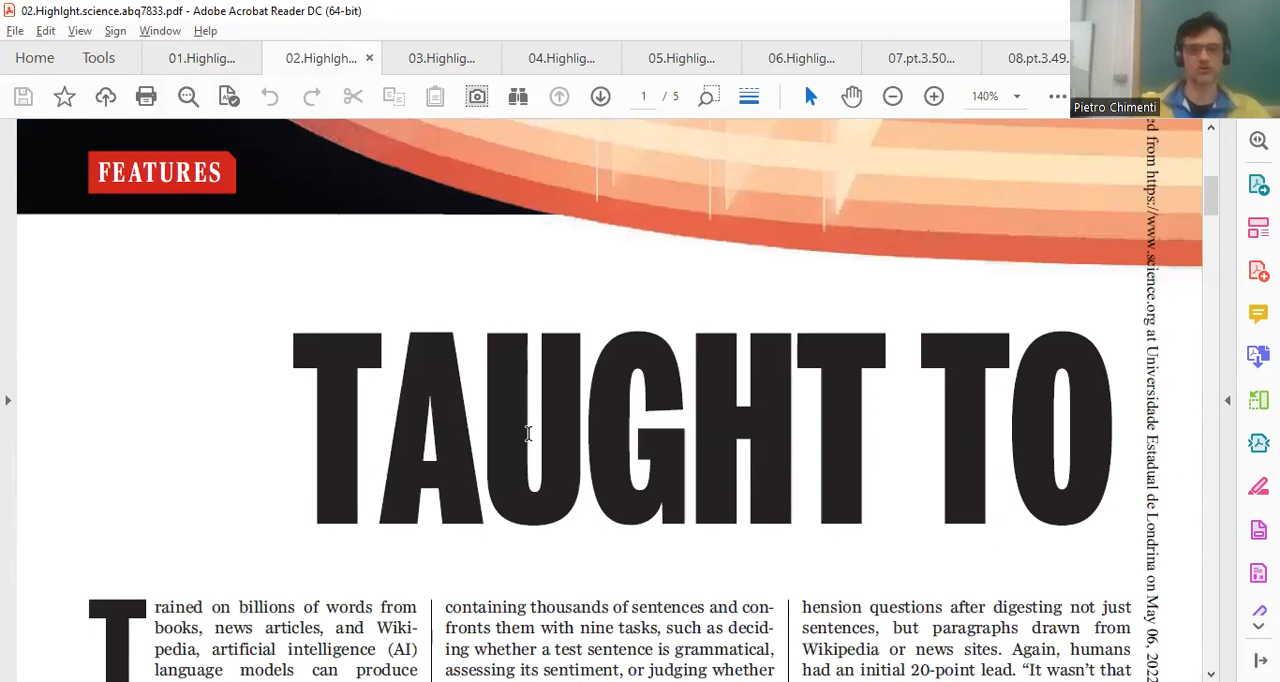 02.Highlght.science.abq7833.pdf - Adobe Acrobat Reader DC (64-bit)
File Edit View Sign Window Help
Home Tools 01.Highlig... 02.Highlgh... × 03.Highlig... 04.Highlig... 05.Highlig... 06.Highlig... 07.pt.3.50... 08.pt.3.49.
1 / 5 140%
Pietro Chimenti
FEATURES
TAUGHT TO
Trained on billions of words from
books, news articles, and Wiki-
pedia, artificial intelligence (AI)
language models can produce
containing thousands of sentences and con-
fronts them with nine tasks, such as decid-
ing whether a test sentence is grammatical,
assessing its sentiment, or judging whether
hension questions after digesting not just
sentences, but paragraphs drawn from
Wikipedia or news sites. Again, humans
had an initial 20-point lead. “It wasn’t that
ed from https://www.science.org at Universidade Estadual de Londrina on May 06, 2022